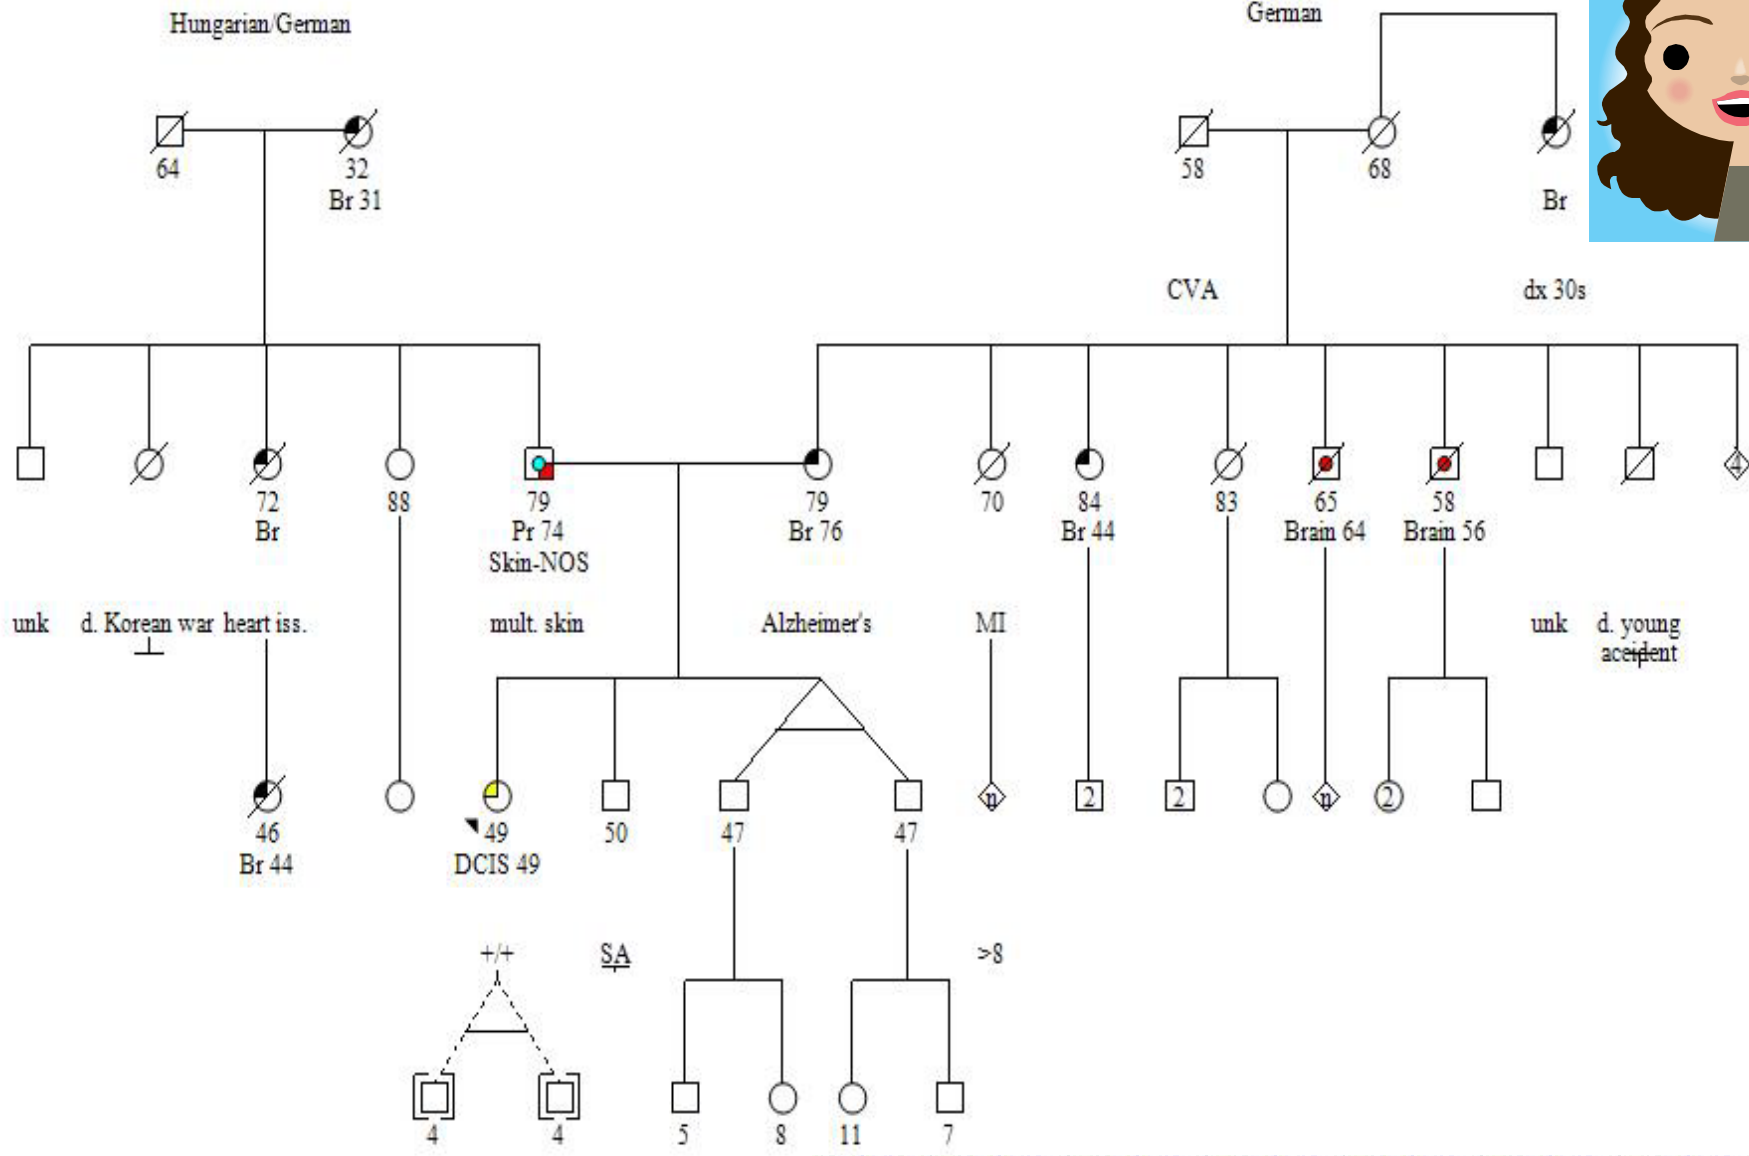 Hungarian/German
German
64
32
58
68
Br 31
Br
CVA
dx 30s
4
72
88
79
79
70
84
83
65
58
Br
Pr 74
Br 76
Br 44
Brain 64
Brain 56
Skin-NOS
unk
d. Korean war
heart iss.
mult. skin
Alzheimer's
MI
unk
d. young
accident
n
2
2
n
2
46
49
50
47
47
Br 44
DCIS 49
+/+
SA
>8
4
4
5
8
11
7